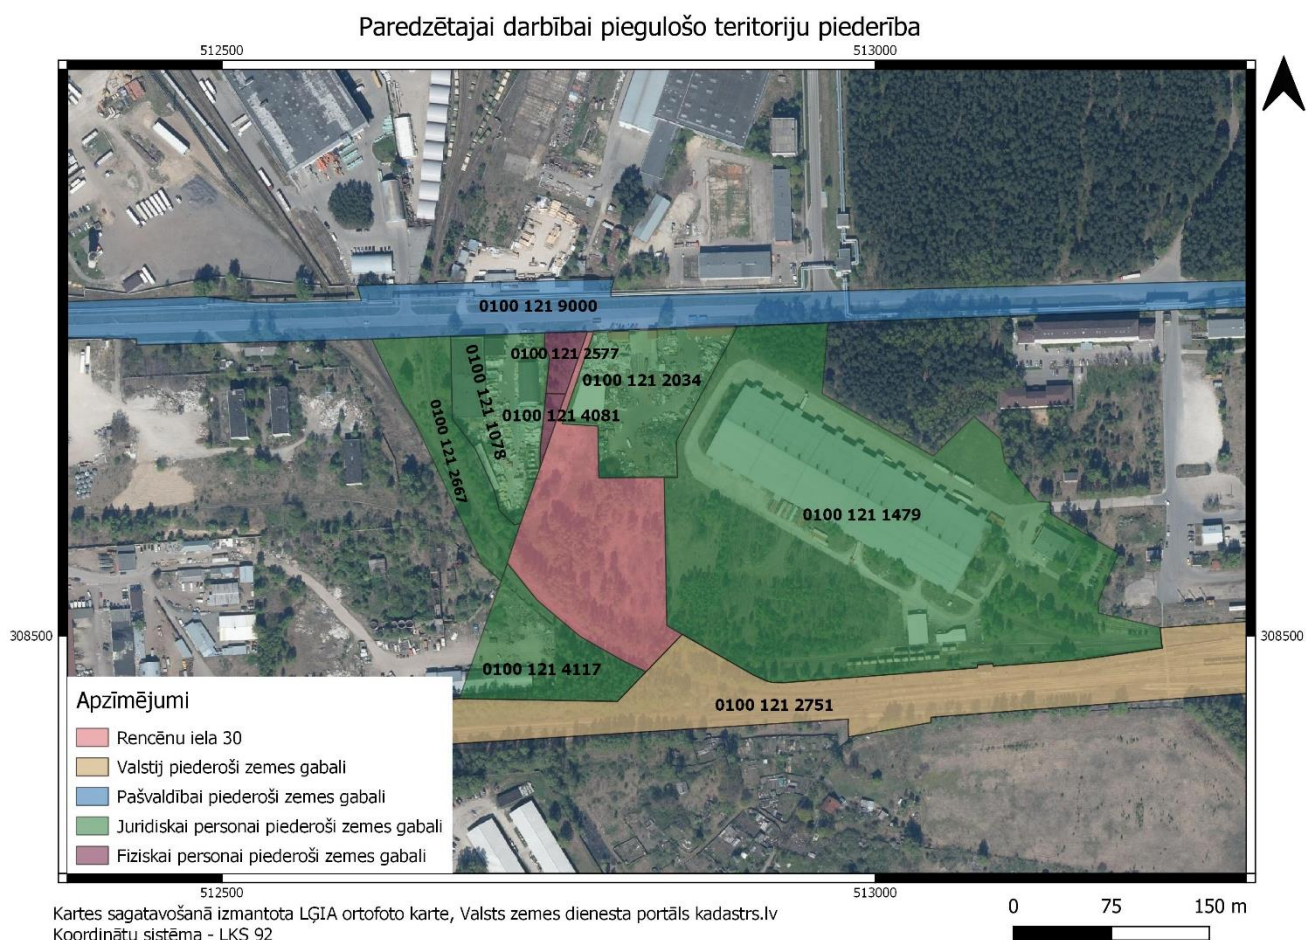 Paredzētajai darbībai piegulošo teritoriju piederība
512500
513000
0100 121 9000
0100 121 2577
0100 121 2034
0100 121 1078
0100 121 4081
0100 121 2667
0100 121 1479
308500
308500
0100 121 4117
0100 121 2751
Apzīmējumi
Rencēnu iela 30
Valstij piederoši zemes gabali
Pašvaldībai piederoši zemes gabali
Juridiskai personai piederoši zemes gabali
Fiziskai personai piederoši zemes gabali
512500
513000
Kartes sagatavošanā izmantota LĢIA ortofoto karte, Valsts zemes dienesta portāls kadastrs.lv
Koordinātu sistēma - LKS 92
0 75 150 m